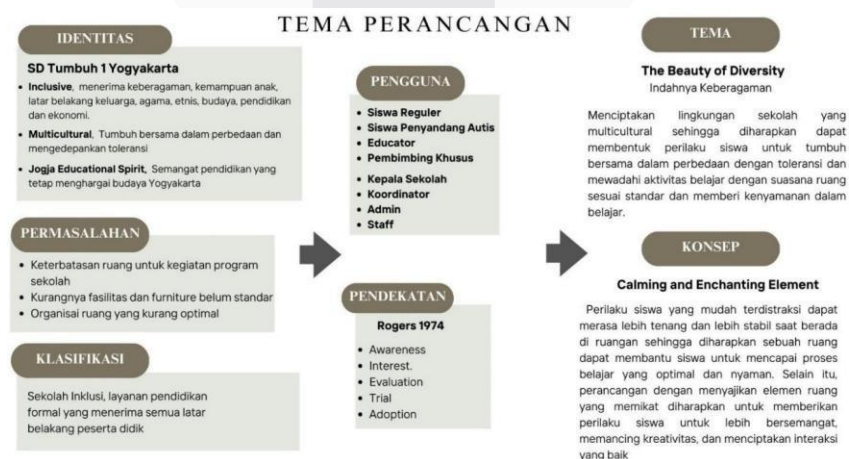 TEMA PERANCANGAN
IDENTITAS
SD Tumbuh 1 Yogyakarta
• Inclusive, menerima keberagaman, kemampuan anak,
latar belakang keluarga, agama, etnis, budaya, pendidikan
dan ekonomi.
• Multicultural, Tumbuh bersama dalam perbedaan dan
mengedepankan toleransi
• Jogja Educational Spirit, Semangat pendidikan yang
tetap menghargai budaya Yogyakarta
PERMASALAHAN
• Keterbatasan ruang untuk kegiatan program
sekolah
• Kurangnya fasilitas dan furniture belum standar
• Organisai ruang yang kurang optimal
KLASIFIKASI
Sekolah Inklusi, layanan pendidikan
formal yang menerima semua latar
belakang peserta didik
PENGGUNA
• Siswa Reguler
• Siswa Penyandang Autis
• Educator
• Pembimbing Khusus
• Kepala Sekolah
• Koordinator
• Admin
• Staff
PENDEKATAN
Rogers 1974
• Awareness
• Interest.
• Evaluation
• Trial
• Adoption
TEMA
The Beauty of Diversity
Indahnya Keberagaman
Menciptakan lingkungan sekolah yang
multicultural sehingga diharapkan dapat
membentuk perilaku siswa untuk tumbuh
bersama dalam perbedaan dengan toleransi dan
mewadahi aktivitas belajar dengan suasana ruang
sesuai standar dan memberi kenyamanan dalam
belajar.
KONSEP
Calming and Enchanting Element
Perilaku siswa yang mudah terdistraksi dapat
merasa lebih tenang dan lebih stabil saat berada
di ruangan sehingga diharapkan sebuah ruang
dapat membantu siswa untuk mencapai proses
belajar yang optimal dan nyaman. Selain itu,
perancangan dengan menyajikan elemen ruang
yang memikat diharapkan untuk memberikan
perilaku siswa untuk lebih bersemangat,
memancing kreativitas, dan menciptakan interaksi
yang baik